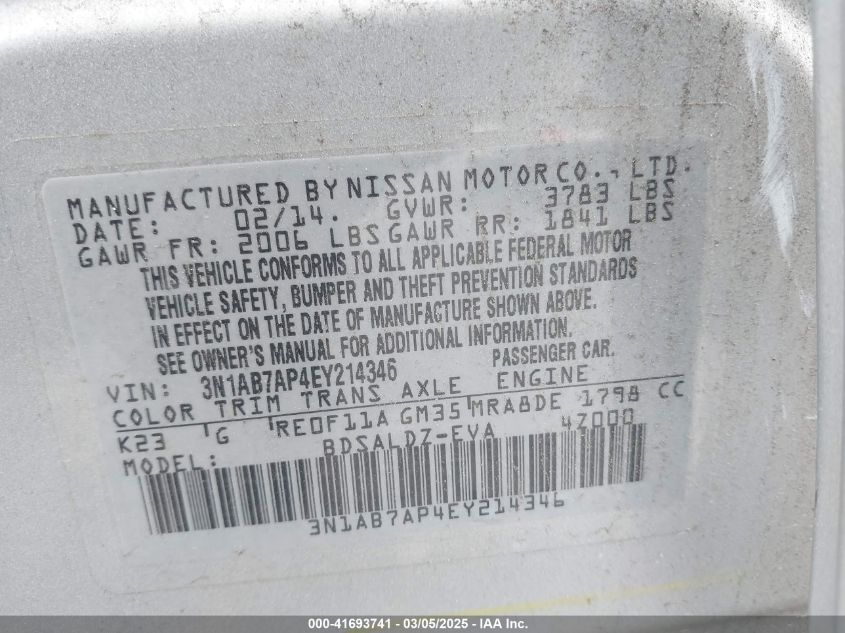 MANUFACTURED BY NISSAN MOTOR CO., LTD.
DATE: 02/14. GVWR: 3783 LBS
GAWR FR: 2006 LBS GAWR RR: 1841 LBS
THIS VEHICLE CONFORMS TO ALL APPLICABLE FEDERAL MOTOR
VEHICLE SAFETY, BUMPER AND THEFT PREVENTION STANDARDS
IN EFFECT ON THE DATE OF MANUFACTURE SHOWN ABOVE.
SEE OWNER'S MANUAL FOR ADDITIONAL INFORMATION.
VIN: 3N1AB7AP4EY214346 PASSENGER CAR.
COLOR TRIM TRANS AXLE ENGINE
K23 G RE0F11A GM35 MRA8DE 1798 CC
MODEL: BDSALDZ-EVA 4Z000
3N1AB7AP4EY214346
000-41693741 - 03/05/2025 - IAA Inc.